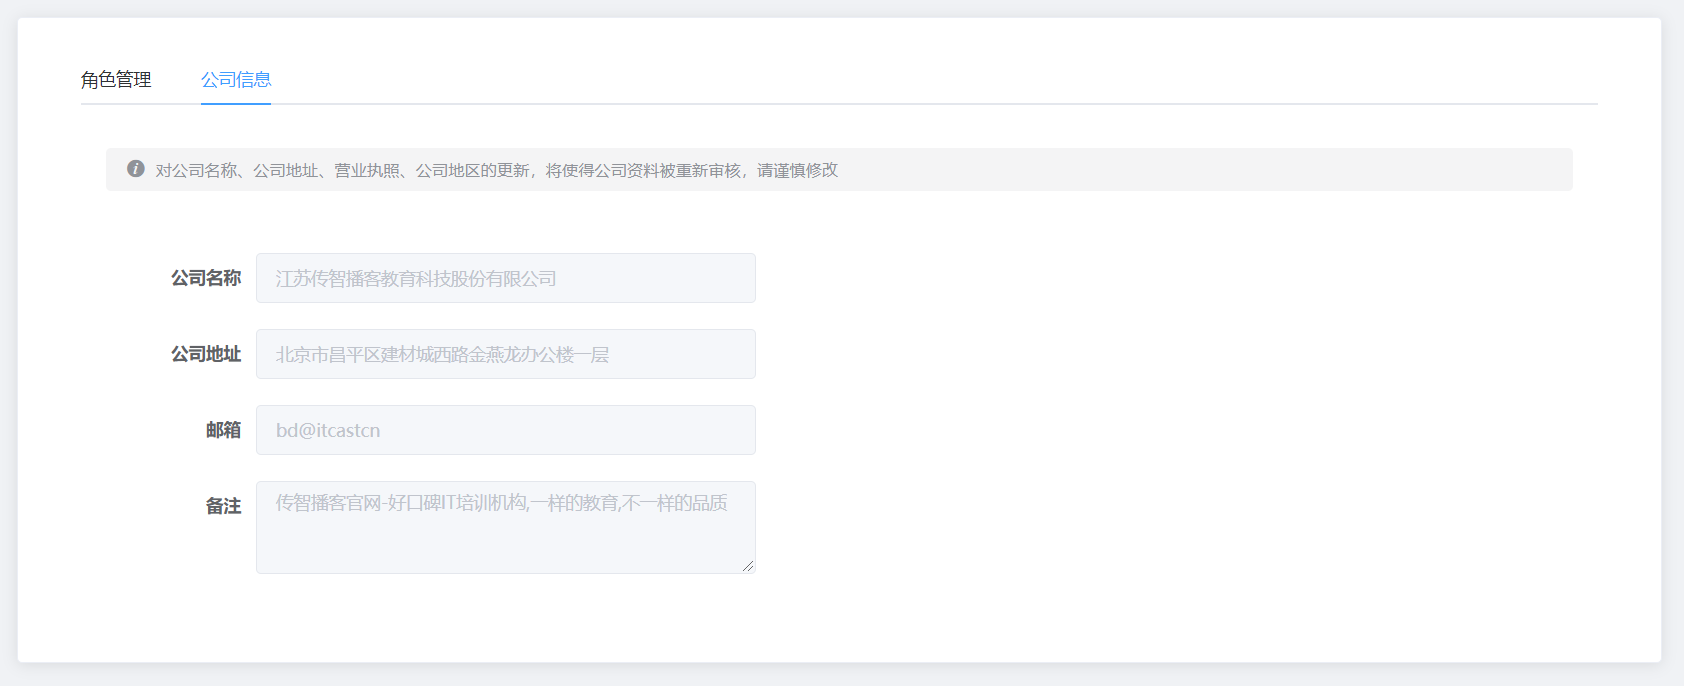 角色管理 公司信息
对公司名称、公司地址、营业执照、公司地区的更新，将使得公司资料被重新审核，请谨慎修改
公司名称 江苏传智播客教育科技股份有限公司
公司地址 北京市昌平区建材城西路金燕龙办公楼一层
邮箱 bd@itcastcn
备注 传智播客官网-好口碑IT培训机构,一样的教育,不一样的品质